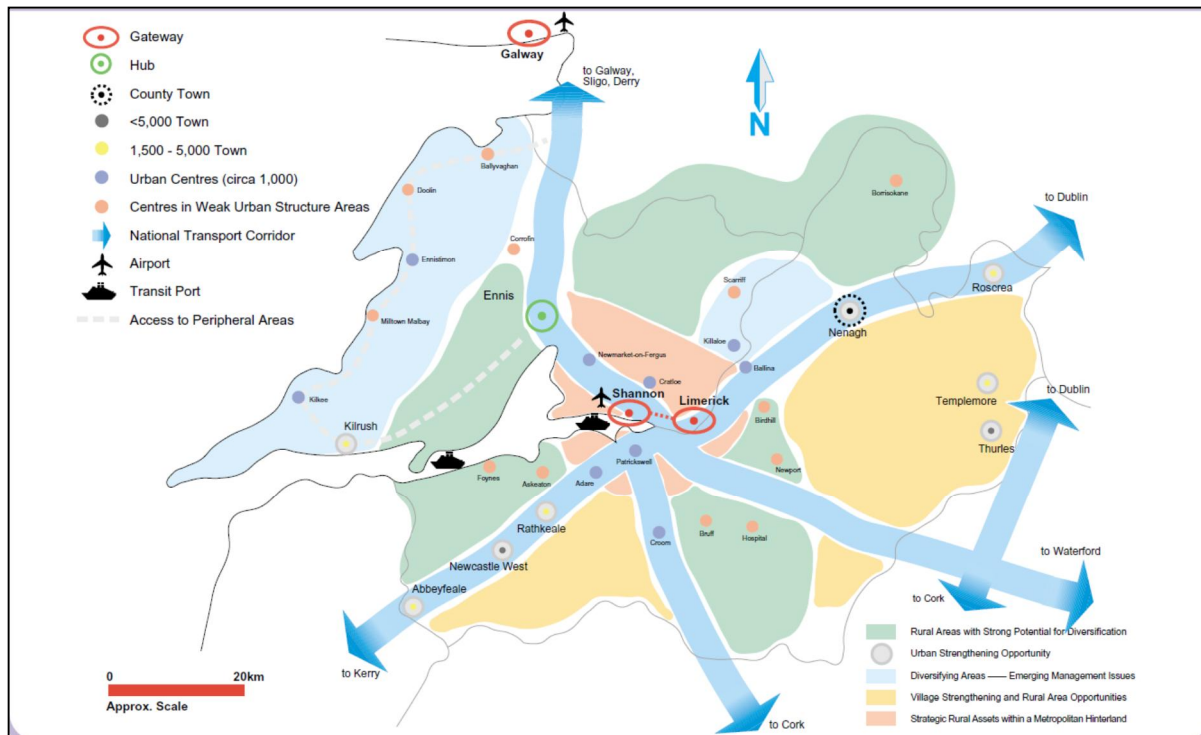 Gateway
Hub
County Town
<5,000 Town
1,500 - 5,000 Town
Urban Centres (circa 1,000)
Centres in Weak Urban Structure Areas
National Transport Corridor
Airport
Transit Port
Access to Peripheral Areas
Galway
to Galway,
Sligo, Derry
N
Ballyvaghan
Doolin
Borrisokane
to Dublin
Corrofin
Ennistimon
Scarriff
Roscrea
Ennis
Milltown Malbay
Nenagh
Killaloe
Newmarket-on-Fergus
Ballina
Cratloe
to Dublin
Shannon
Limerick
Templemore
Kilkee
Birdhill
Kilrush
Thurles
Patrickswell
Newport
Foynes
Askeaton
Adare
Rathkeale
Croom
Bruff
Hospital
Newcastle West
to Waterford
Abbeyfeale
to Cork
to Kerry
to Cork
0
20km
Approx. Scale
Rural Areas with Strong Potential for Diversification
Urban Strengthening Opportunity
Diversifying Areas —— Emerging Management Issues
Village Strengthening and Rural Area Opportunities
Strategic Rural Assets within a Metropolitan Hinterland